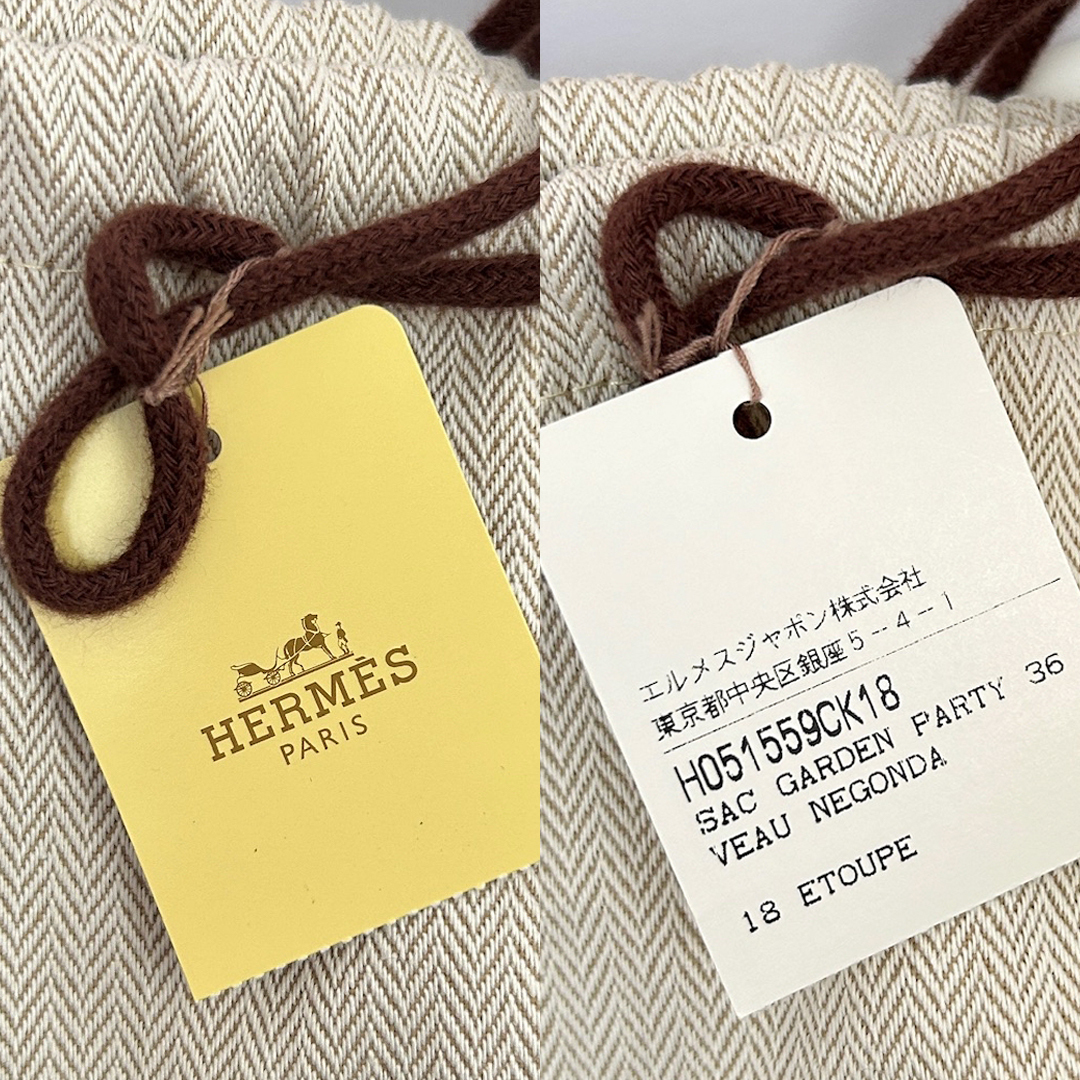 HERMÈS
PARIS
エルメスジャポン株式会社
東京都中央区銀座5-4-1
H051559CK18
SAC GARDEN PARTY 36
VEAU NEGONDA
18 ETOUPE